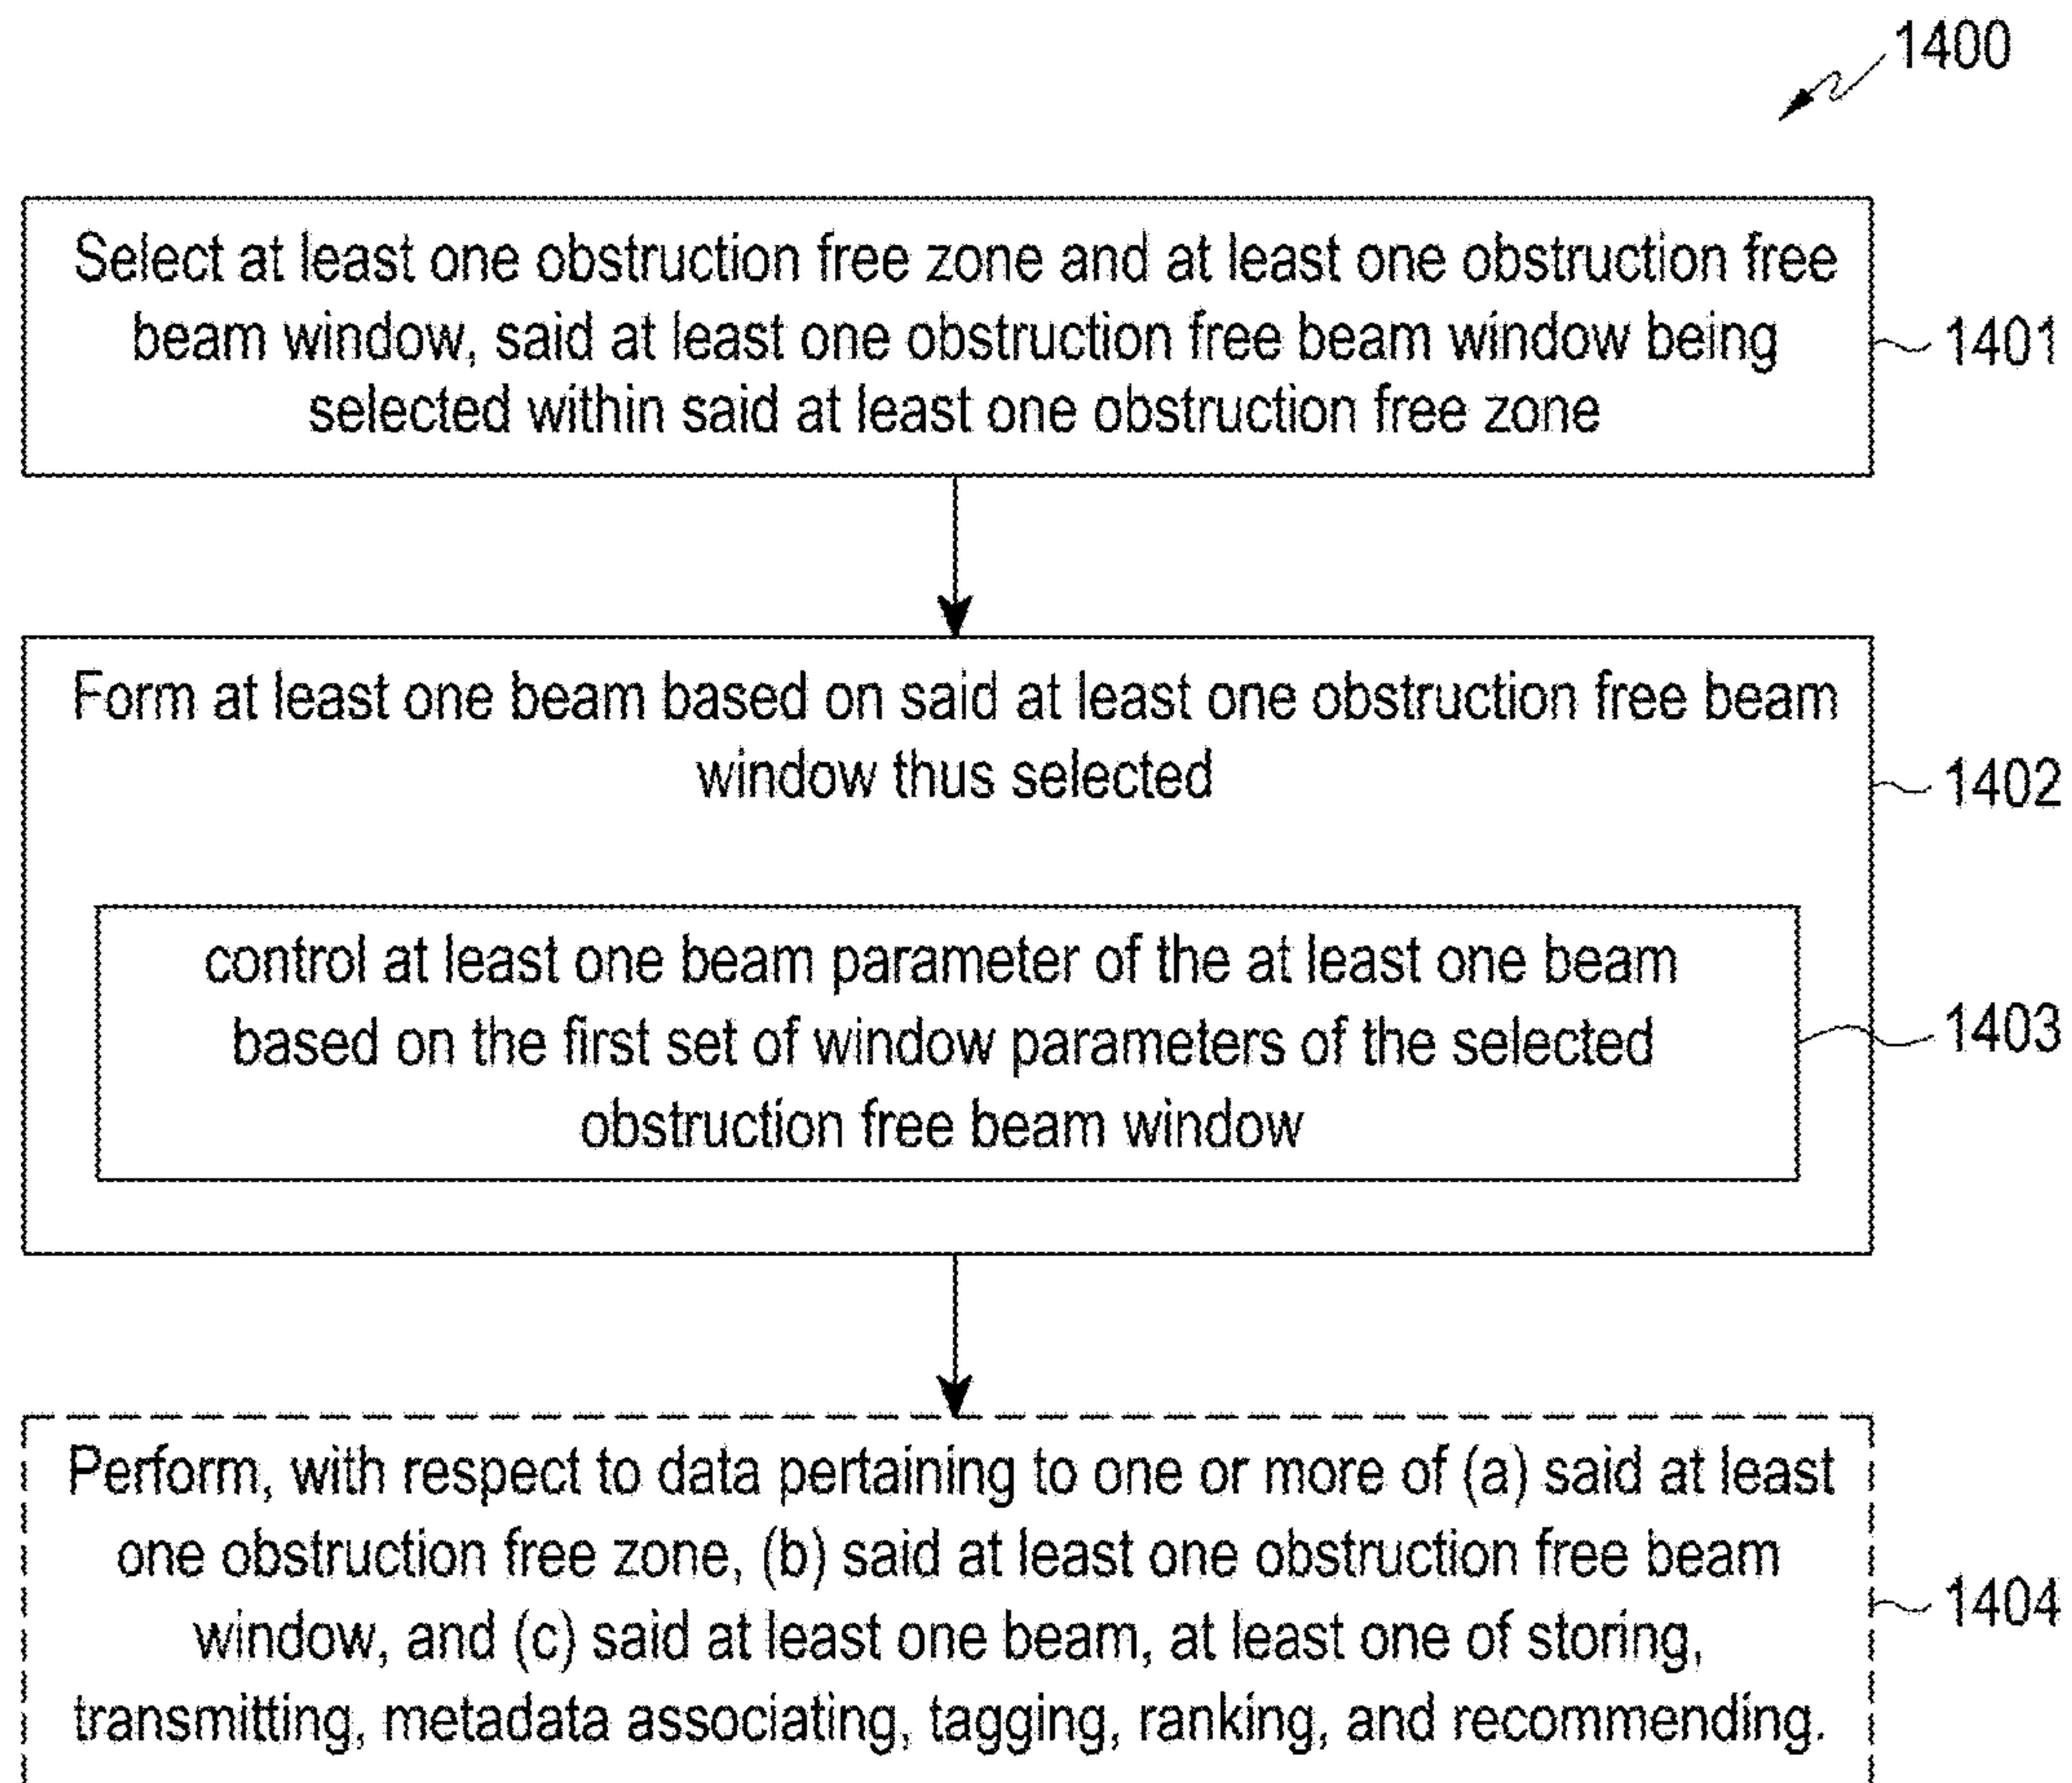 1400
Select at least one obstruction free zone and at least one obstruction free
beam window, said at least one obstruction free beam window being
selected within said at least one obstruction free zone
1401
Form at least one beam based on said at least one obstruction free beam
window thus selected
1402
control at least one beam parameter of the at least one beam
based on the first set of window parameters of the selected
obstruction free beam window
1403
Perform, with respect to data pertaining to one or more of (a) said at least
one obstruction free zone, (b) said at least one obstruction free beam
window, and (c) said at least one beam, at least one of storing,
transmitting, metadata associating, tagging, ranking, and recommending.
1404